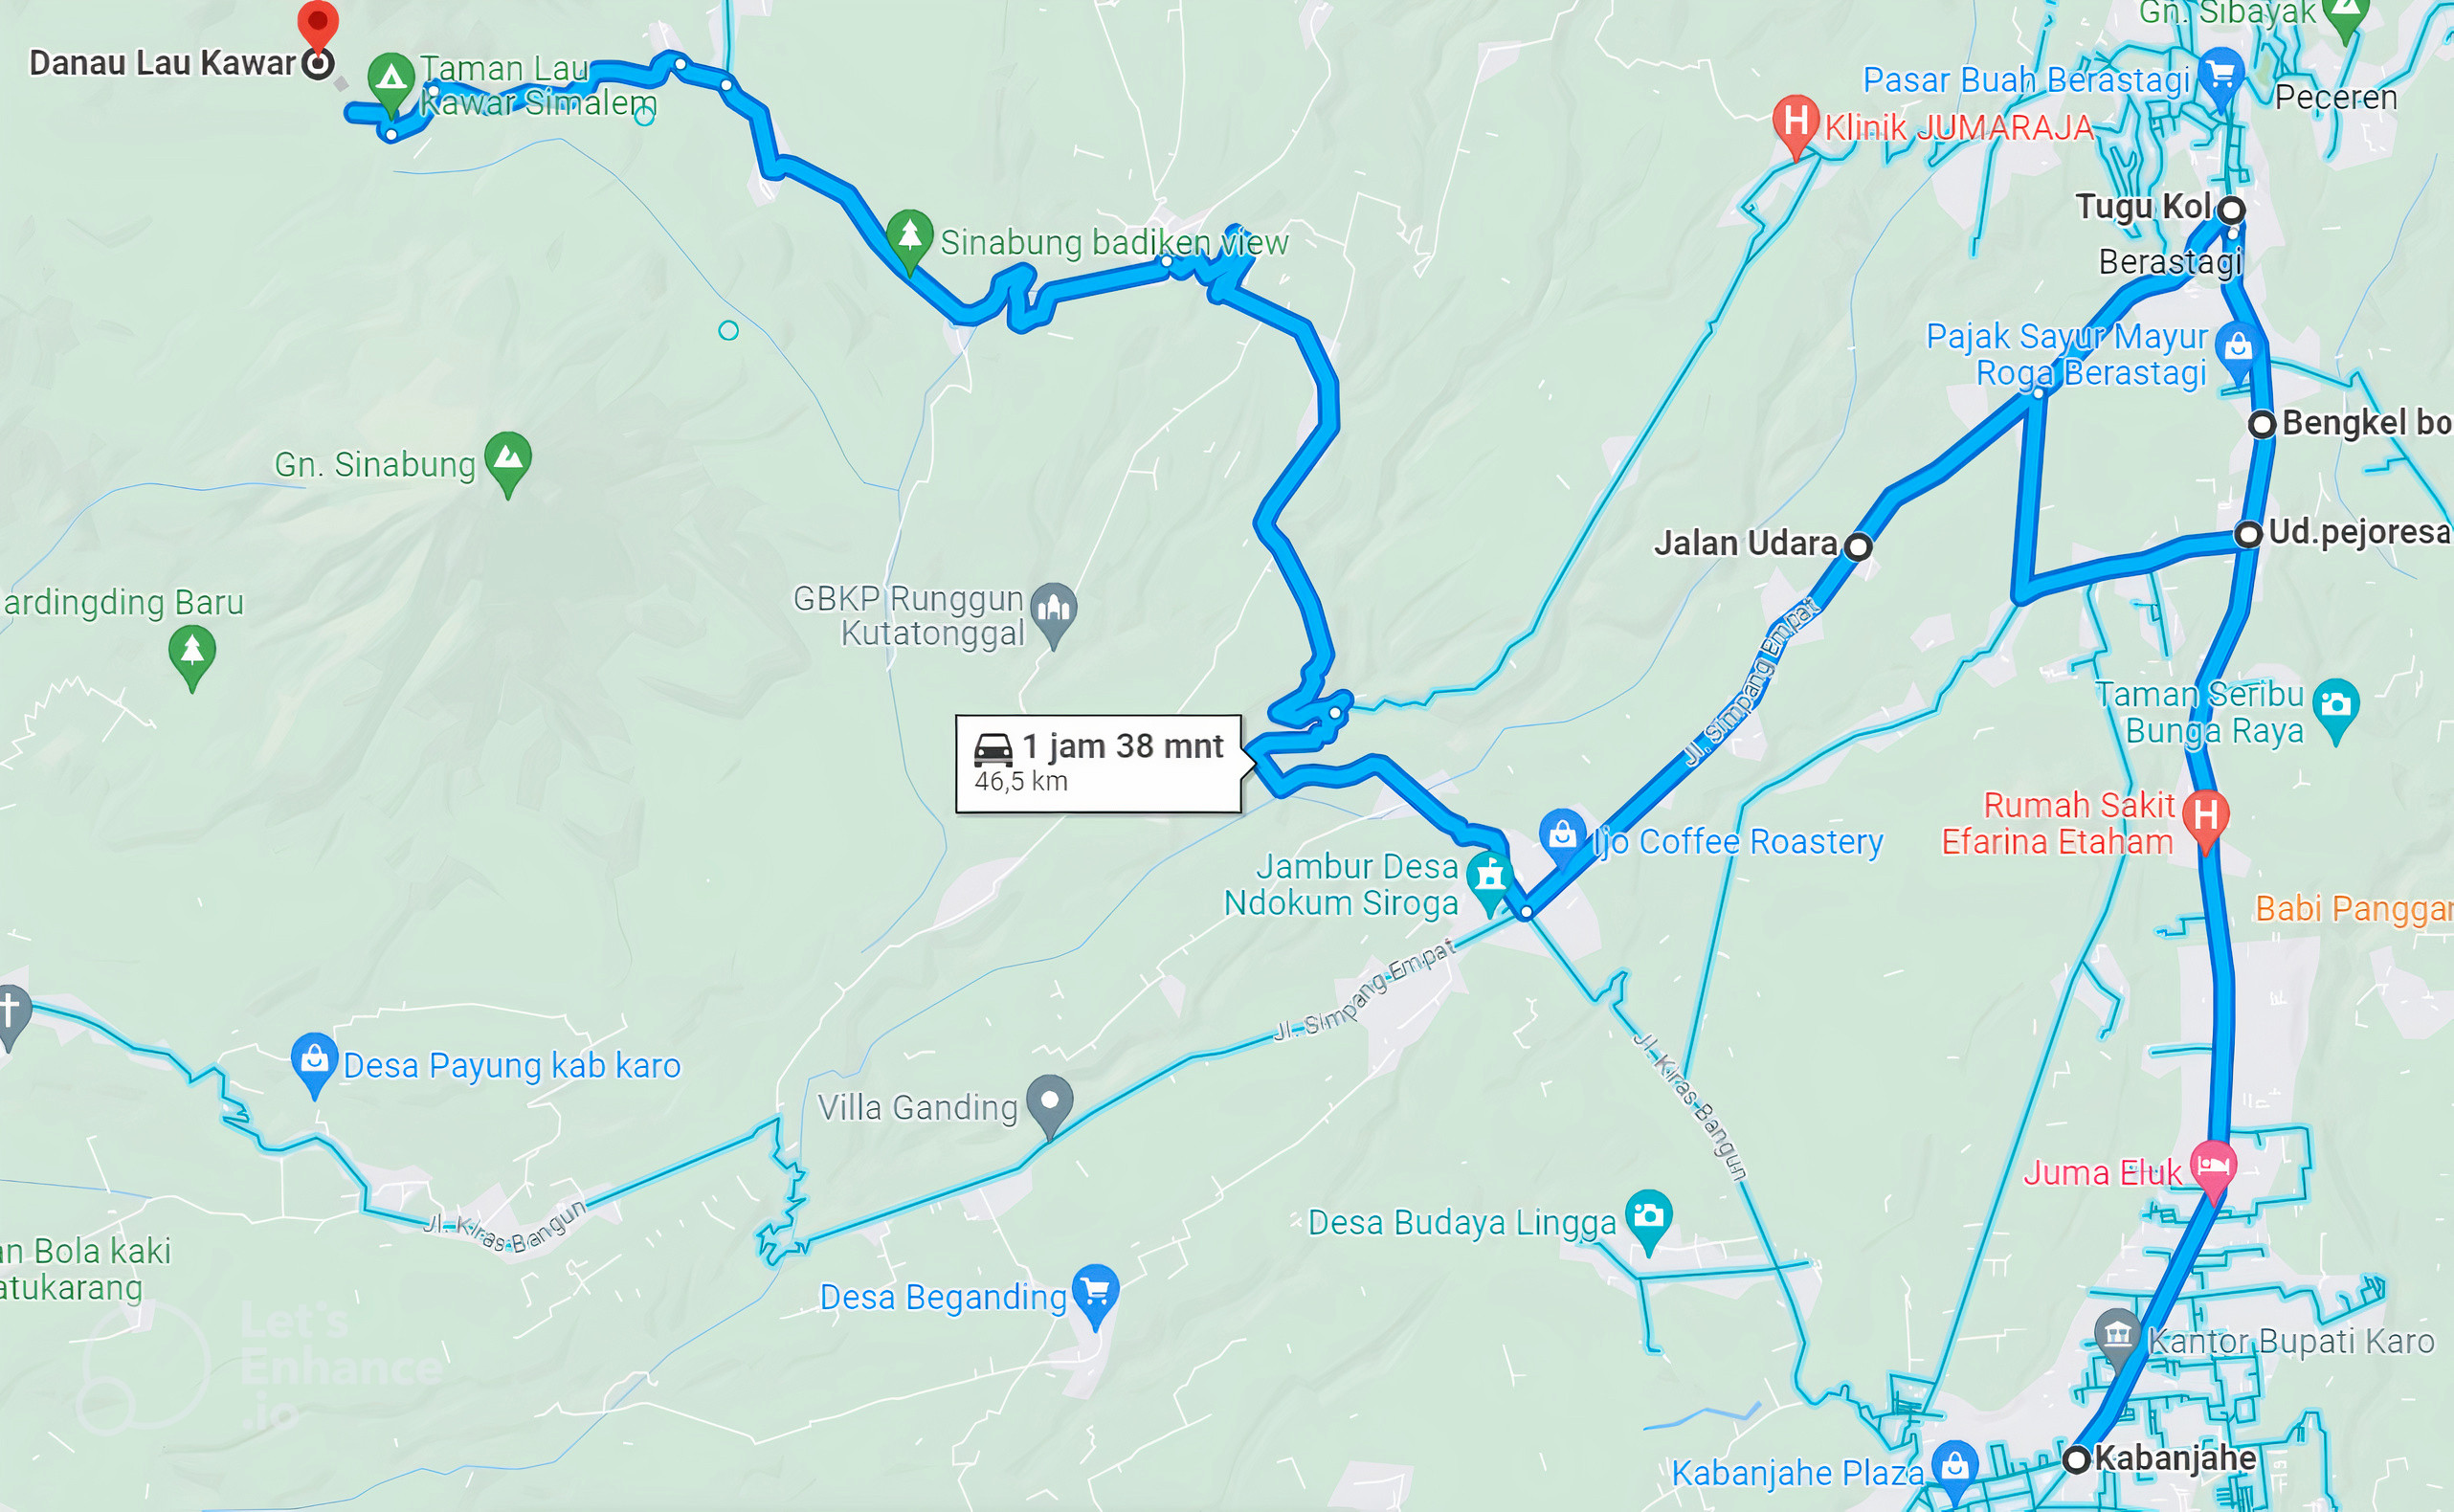 Gn. Sibayak
Danau Lau Kawar
Taman Lau
Kawar Simalem
Pasar Buah Berastagi
Peceren
Klinik JUMARAJA
Tugu Kol
Berastagi
Sinabung badiken view
Pajak Sayur Mayur
Roga Berastagi
Bengkel bo
Gn. Sinabung
Ud.pejoresa
Jalan Udara
ardingding Baru
GBKP Runggun
Kutatonggal
Jl. Simpang Empat
Taman Seribu
Bunga Raya
1 jam 38 mnt
46,5 km
Rumah Sakit
Efarina Etaham
Ijo Coffee Roastery
Jambur Desa
Ndokum Siroga
Babi Panggan
Jl. Simpang Empat
Desa Payung kab karo
Jl. Kiras Bangun
Villa Ganding
Juma Eluk
Jl. Kiras Bangun
Desa Budaya Lingga
an Bola kaki
atukarang
Desa Beganding
Let's
Enhance
.io
Kantor Bupati Karo
Kabanjahe
Kabanjahe Plaza